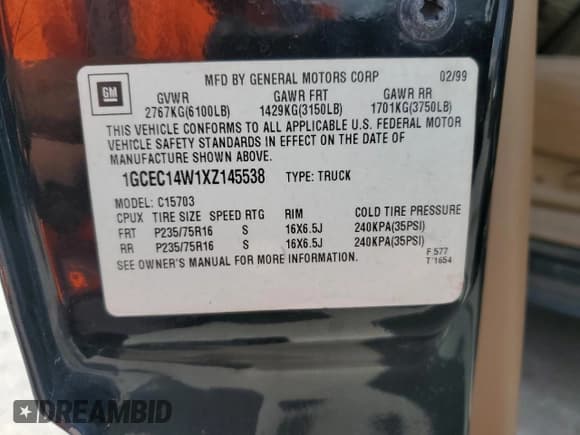 MFD BY GENERAL MOTORS CORP 02/99
GM
GVWR GAWR FRT GAWR RR
2767KG(6100LB) 1429KG(3150LB) 1701KG(3750LB)
THIS VEHICLE CONFORMS TO ALL APPLICABLE U.S. FEDERAL MOTOR
VEHICLE SAFETY STANDARDS IN EFFECT ON THE DATE OF
MANUFACTURE SHOWN ABOVE.
1GCEC14W1XZ145538 TYPE: TRUCK
MODEL: C15703
CPUX TIRE SIZE SPEED RTG RIM COLD TIRE PRESSURE
FRT P235/75R16 S 16X6.5J 240KPA(35PSI)
RR P235/75R16 S 16X6.5J 240KPA(35PSI)
SEE OWNER'S MANUAL FOR MORE INFORMATION.
F 577
T 1654
DREAMBID